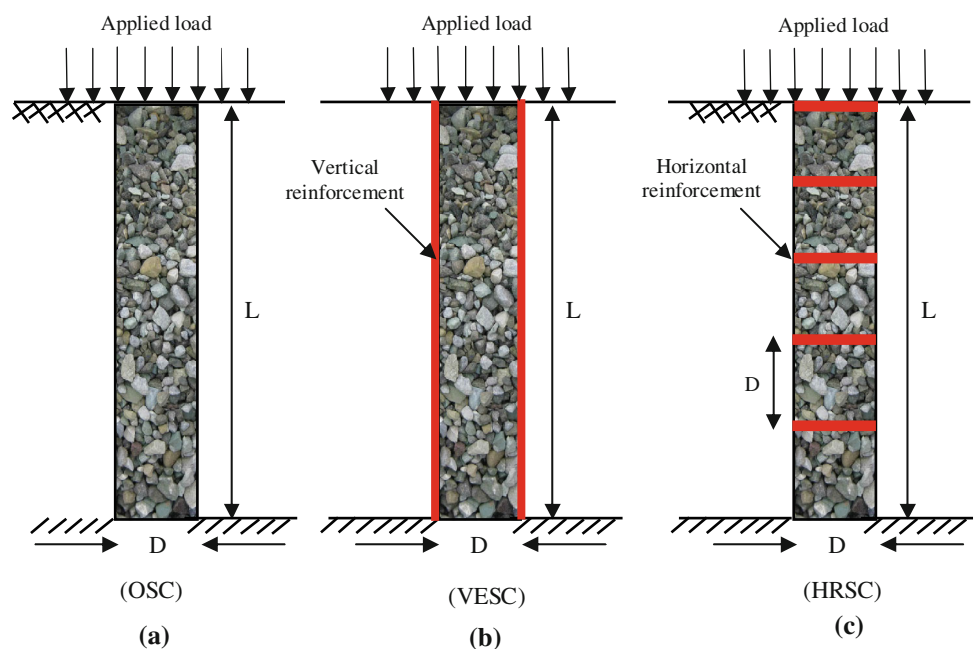 Applied load
Vertical
reinforcement
L
D
(OSC)
(a)
Applied load
L
D
(VESC)
(b)
Applied load
Horizontal
reinforcement
L
D
D
(HRSC)
(c)